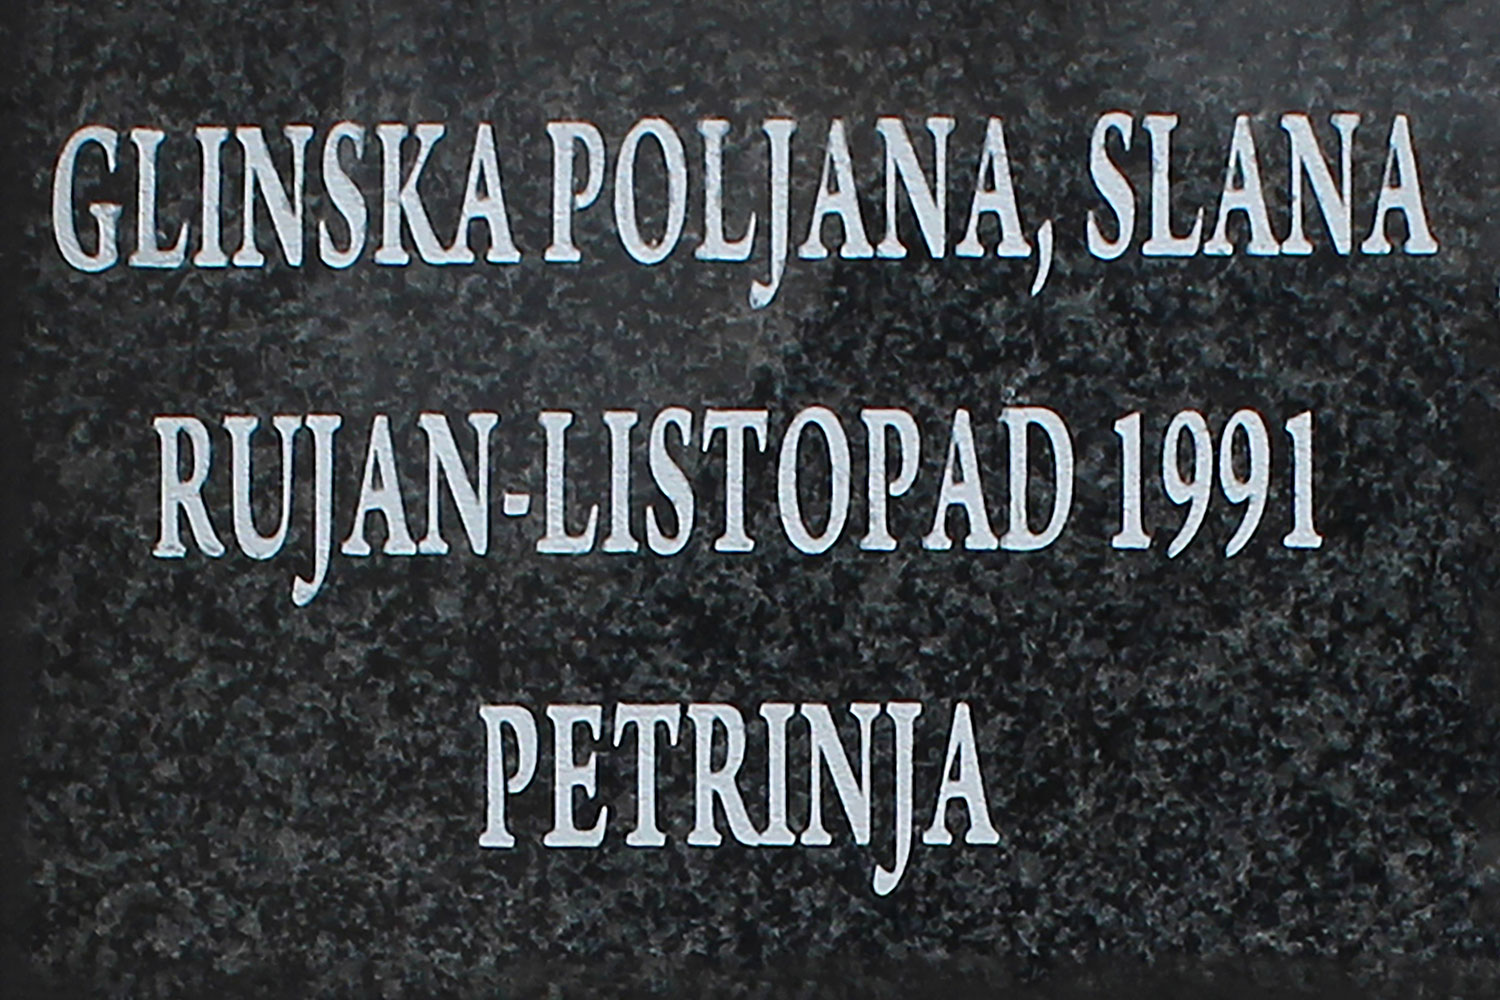 GLINSKA POLJANA, SLANA
RUJAN-LISTOPAD 1991
PETRINJA